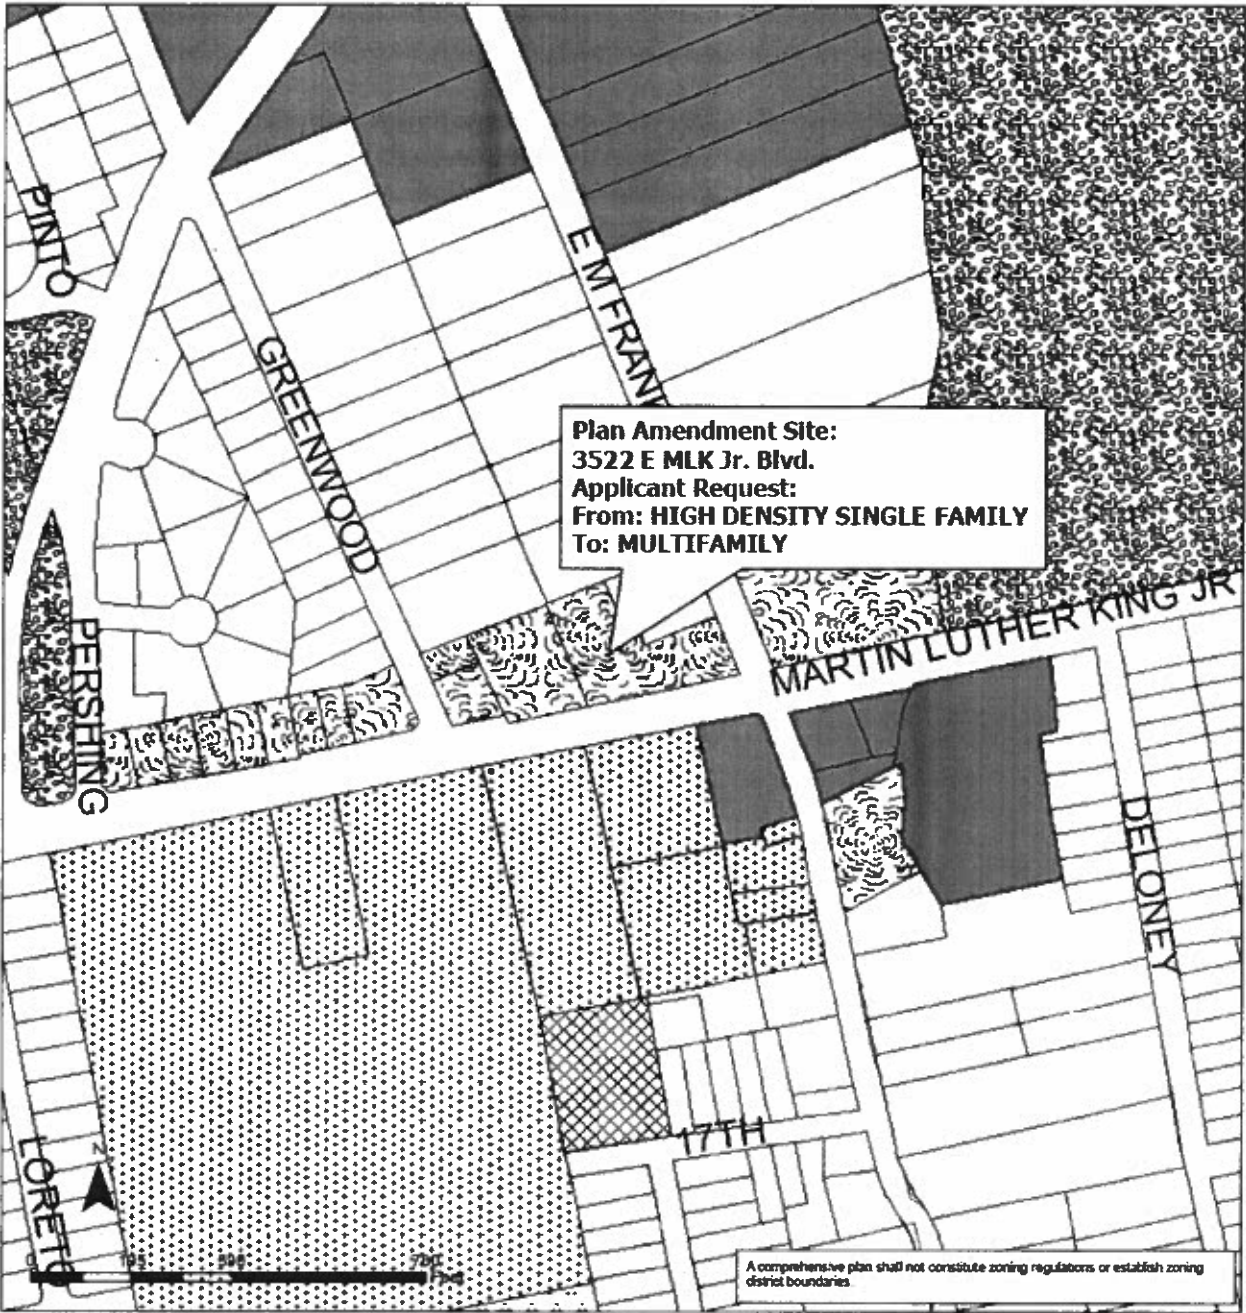 PINTO
E M FRANK
GREENWOOD
Plan Amendment Site:
3522 E MLK Jr. Blvd.
Applicant Request:
From: HIGH DENSITY SINGLE FAMILY
To: MULTIFAMILY
MARTIN LUTHER KING JR
PERSHING
DELONEY
17TH
LORETO
N
A comprehensive plan shall not constitute zoning regulations or establish zoning
district boundaries